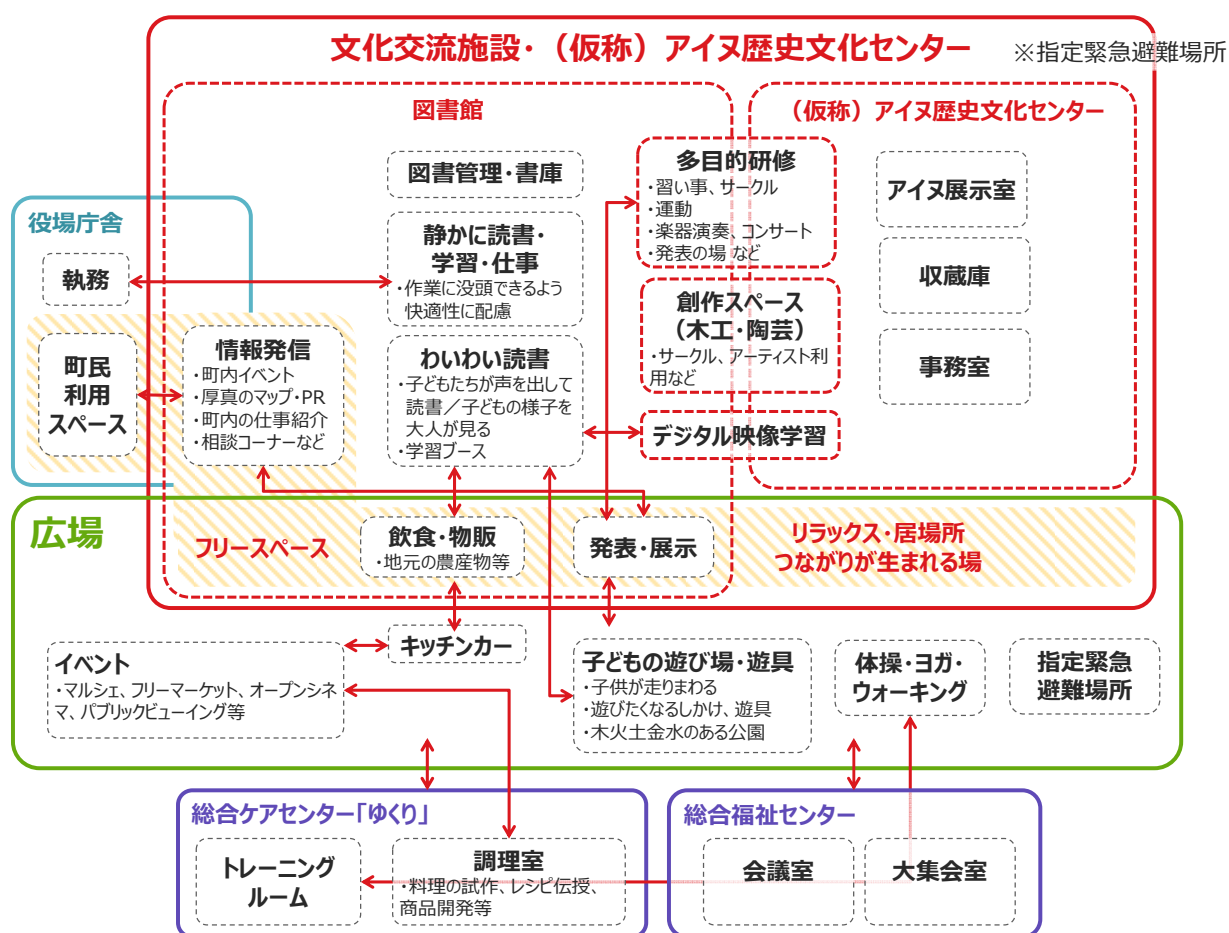 文化交流施設・（仮称）アイヌ歴史文化センター
※指定緊急避難場所
図書館
（仮称）アイヌ歴史文化センター
図書管理・書庫
静かに読書・
学習・仕事
・作業に没頭できるよう
快適性に配慮
わいわい読書
・子どもたちが声を出して
読書／子どもの様子を
大人が見る
・学習ブース
多目的研修
・習い事、サークル
・運動
・楽器演奏、コンサート
・発表の場 など
創作スペース
（木工・陶芸）
・サークル、アーティスト利
用など
デジタル映像学習
アイヌ展示室
収蔵庫
事務室
役場庁舎
執務
町民
利用
スペース
情報発信
・町内イベント
・厚真のマップ・PR
・町内の仕事紹介
・相談コーナーなど
広場
フリースペース
飲食・物販
・地元の農産物等
発表・展示
リラックス・居場所
つながりが生まれる場
キッチンカー
イベント
・マルシェ、フリーマーケット、オープンシネ
マ、パブリックビューイング等
子どもの遊び場・遊具
・子供が走りまわる
・遊びたくなるしかけ、遊具
・木火土金水のある公園
体操・ヨガ・
ウォーキング
指定緊急
避難場所
総合ケアセンター「ゆくり」
トレーニング
ルーム
調理室
・料理の試作、レシピ伝授、
商品開発等
総合福祉センター
会議室
大集会室